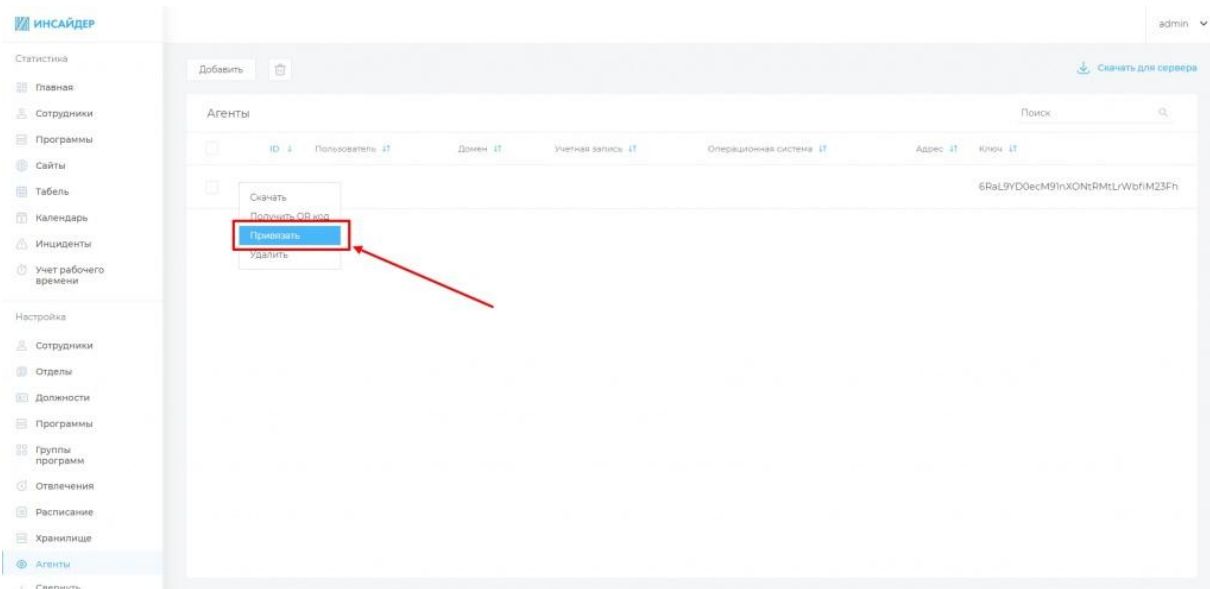 ИНСАЙДЕР
admin
Статистика
Главная
Сотрудники
Программы
Сайты
Табель
Календарь
Инциденты
Учет рабочего
времени
Настройка
Сотрудники
Отделы
Должности
Программы
Группы
программ
Отвлечения
Расписание
Хранилище
Агенты
Свернуть
Добавить
Скачать для сервера
Агенты
Поиск
ID Пользователь Домен Учетная запись Операционная система Адрес Ключ
6RaL9YD0ecM91nXONtRMtLrWbfiM23Fh
Скачать
Получить QR код
Привязать
Удалить